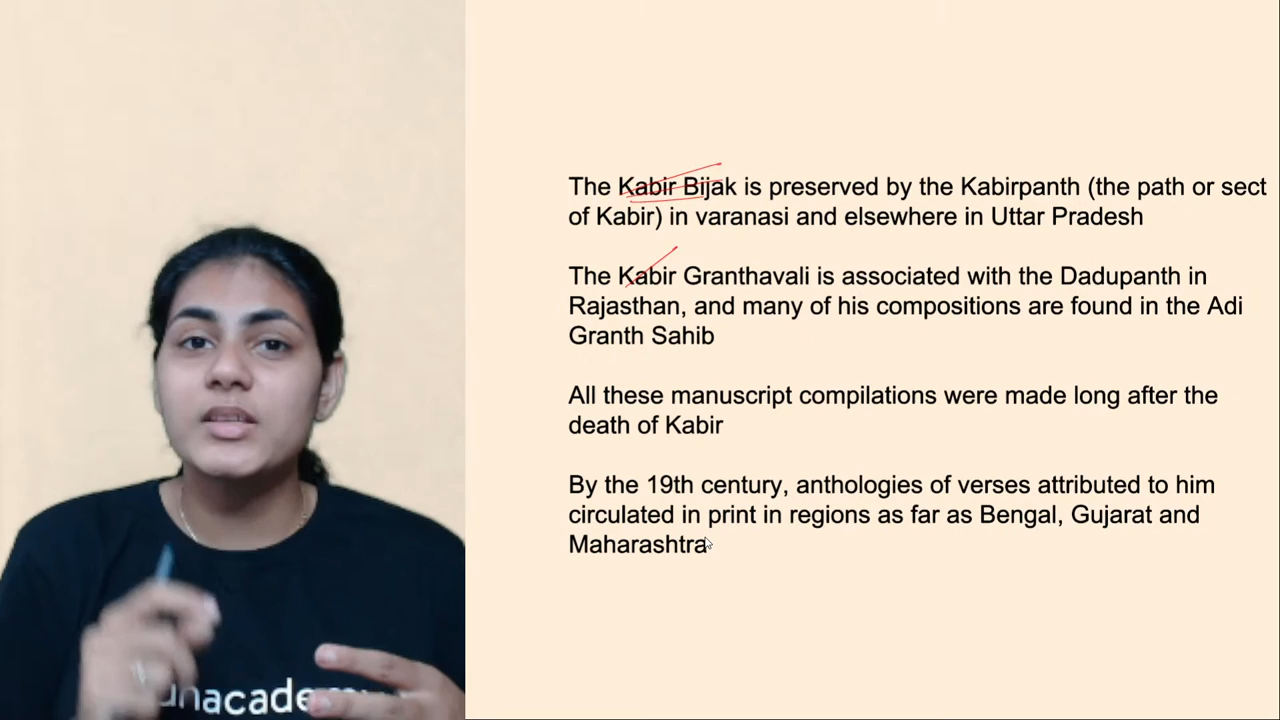 The Kabir Bijak is preserved by the Kabirpanth (the path or sect
of Kabir) in varanasi and elsewhere in Uttar Pradesh
The Kabir Granthavali is associated with the Dadupanth in
Rajasthan, and many of his compositions are found in the Adi
Granth Sahib
All these manuscript compilations were made long after the
death of Kabir
By the 19th century, anthologies of verses attributed to him
circulated in print in regions as far as Bengal, Gujarat and
Maharashtra